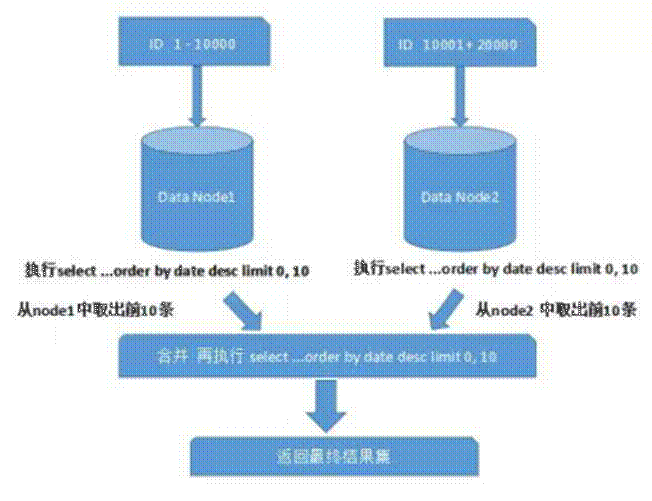 ID 1 - 10000
ID 10001+ 20000
Data Node1
Data Node2
执行select ...order by date desc limit 0, 10
执行select ...order by date desc limit 0, 10
从node1中取出前10条
从node2 中取出前10条
合并 再执行 select ...order by date desc limit 0, 10
返回最终结果集